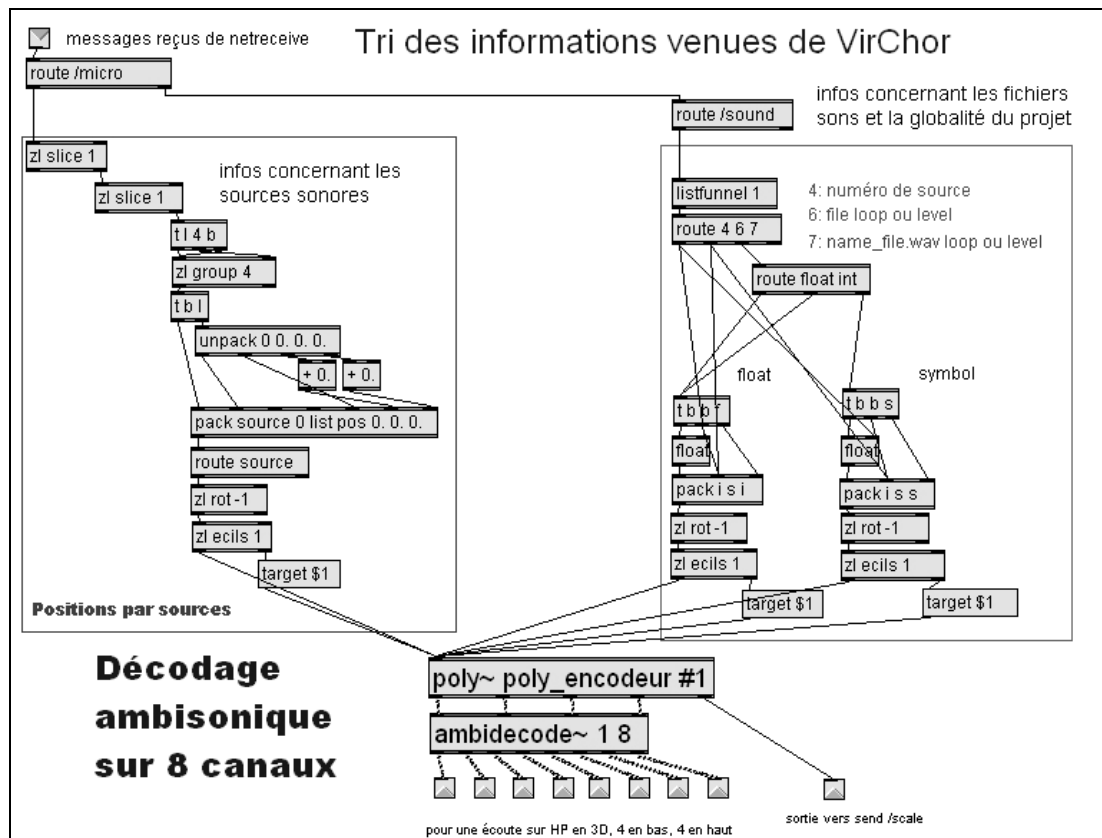 messages reçus de netreceive
Tri des informations venues de VirChor
route /micro
infos concernant les fichiers
sons et la globalité du projet
route /sound
zl slice 1
infos concernant les
sources sonores
zl slice 1
t l 4 b
zl group 4
t b l
unpack 0 0. 0. 0.
+ 0.
+ 0.
pack source 0 list pos 0. 0. 0.
route source
zl rot -1
zl ecils 1
target $1
Positions par sources
listfunnel 1
4: numéro de source
route 4 6 7
6: file loop ou level
7: name_file.wav loop ou level
route float int
float
symbol
t b b f
t b b s
float
float
pack i s i
pack i s s
zl rot -1
zl rot -1
zl ecils 1
zl ecils 1
target $1
target $1
Décodage
ambisonique
sur 8 canaux
poly~ poly_encodeur #1
ambidecode~ 1 8
pour une écoute sur HP en 3D, 4 en bas, 4 en haut
sortie vers send /scale